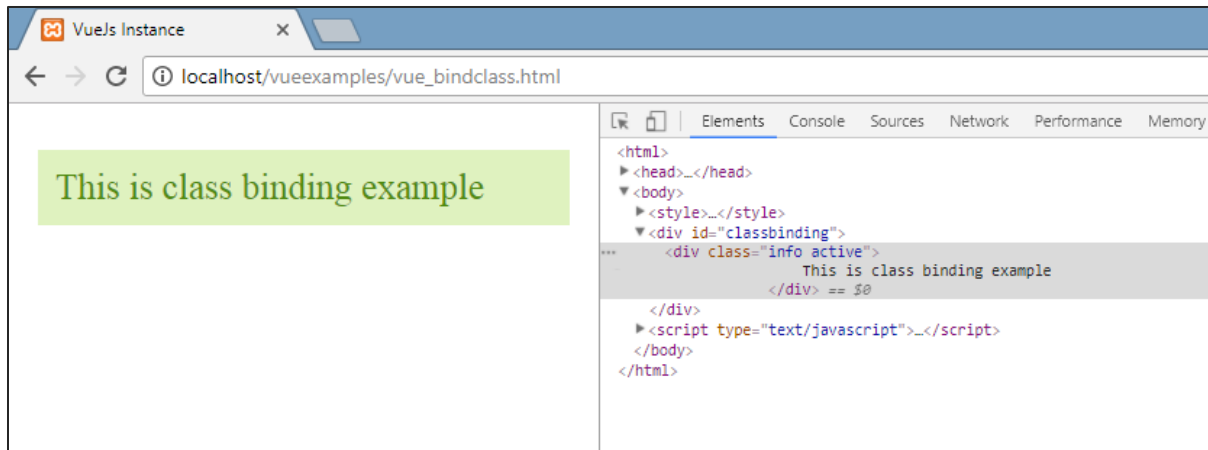 VueJs Instance
localhost/vueexamples/vue_bindclass.html
This is class binding example
Elements Console Sources Network Performance Memory
<html>
<head>…</head>
<body>
<style>…</style>
<div id="classbinding">
<div class="info active">
This is class binding example
</div> == $0
</div>
<script type="text/javascript">…</script>
</body>
</html>